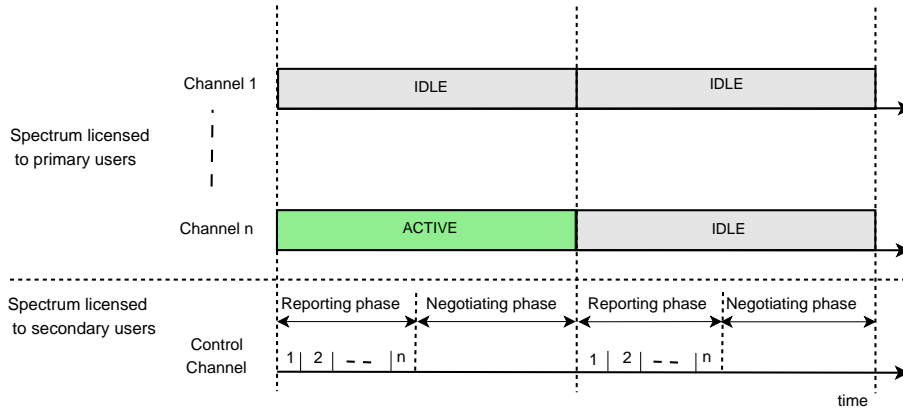 Channel 1
IDLE
IDLE
Spectrum licensed
to primary users
Channel n
ACTIVE
IDLE
Spectrum licensed
to secondary users
Reporting phase
Negotiating phase
Reporting phase
Negotiating phase
Control
Channel
1
2
n
1
2
n
time